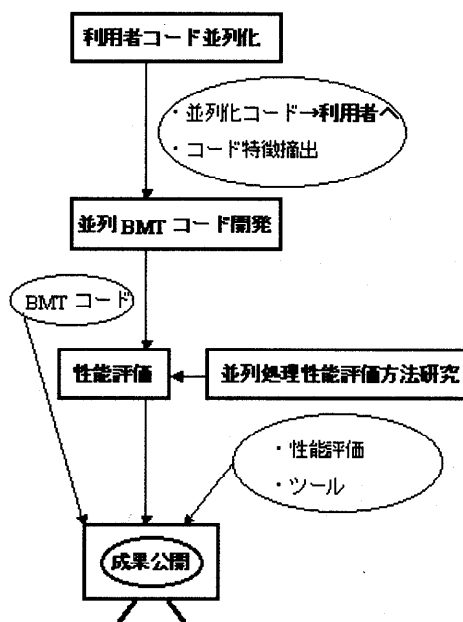 利用者コード並列化
・並列化コード→利用者へ
・コード特徴摘出
並列BMTコード開発
BMT コード
性能評価
並列処理性能評価方法研究
・性能評価
・ツール
成果公開